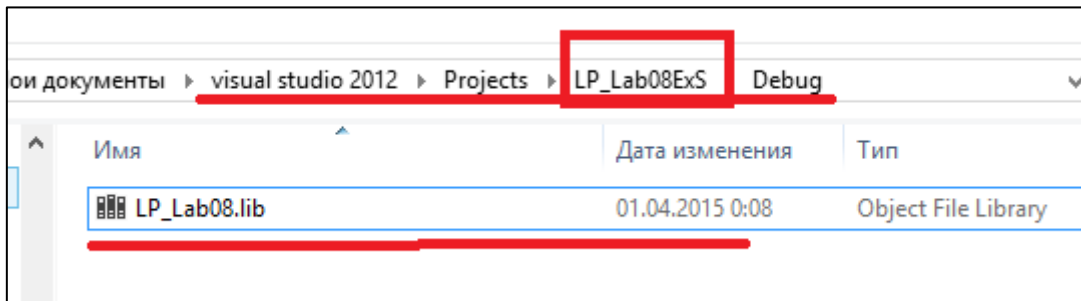 ои документы visual studio 2012 Projects LP_Lab08ExS Debug
Имя Дата изменения Тип
LP_Lab08.lib 01.04.2015 0:08 Object File Library